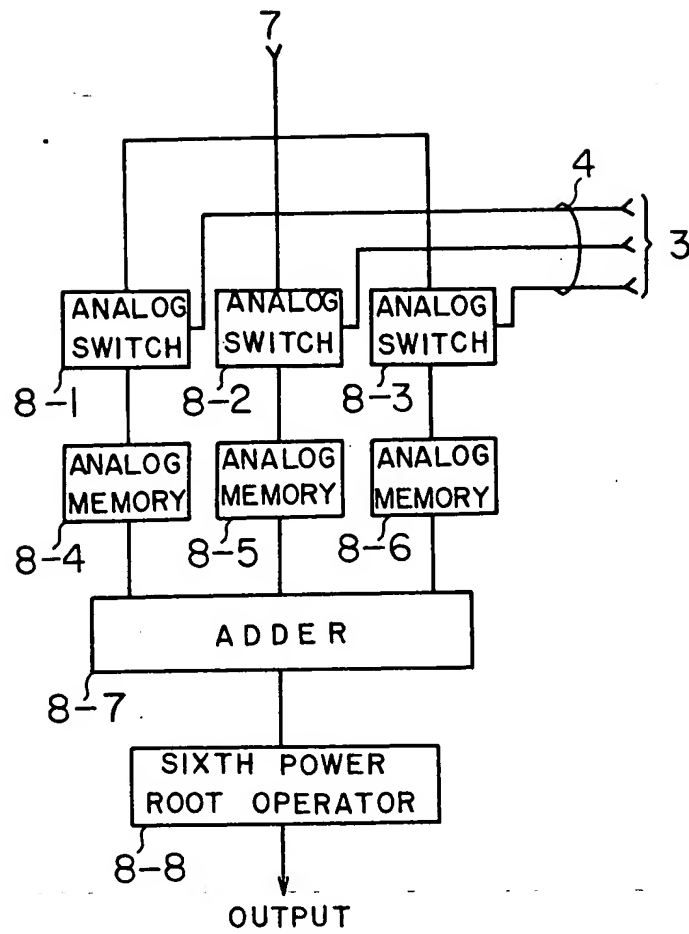 7
4
3
ANALOG
SWITCH
8-1
ANALOG
SWITCH
8-2
ANALOG
SWITCH
8-3
ANALOG
MEMORY
8-4
ANALOG
MEMORY
8-5
ANALOG
MEMORY
8-6
ADDER
8-7
SIXTH POWER
ROOT OPERATOR
8-8
OUTPUT